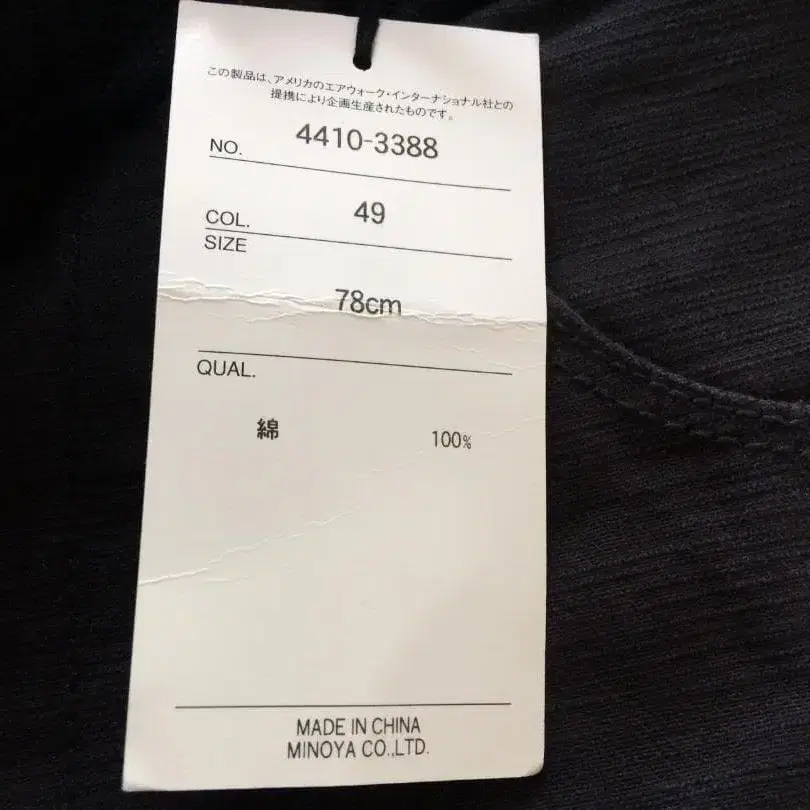 この製品は、アメリカのエアウォーク・インターナショナル社との
提携により企画生産されたものです。
NO. 4410-3388
COL. 49
SIZE
78cm
QUAL.
綿 100%
MADE IN CHINA
MINOYA CO.,LTD.